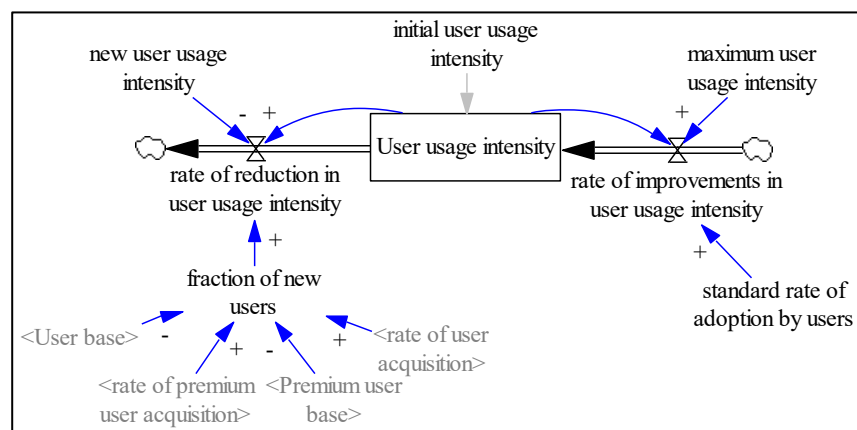 initial user usage
intensity
new user usage
intensity
maximum user
usage intensity
- +
+
User usage intensity
rate of reduction in
user usage intensity
rate of improvements in
user usage intensity
+
+
fraction of new
users
standard rate of
adoption by users
<User base>
-
+
-
+
<rate of user
acquisition>
<rate of premium
user acquisition>
<Premium user
base>